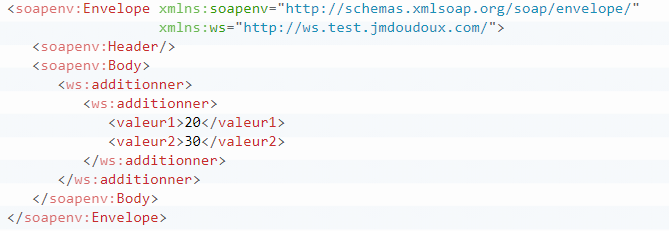 <soapenv:Envelope xmlns:soapenv="http://schemas.xmlsoap.org/soap/envelope/"
xmlns:ws="http://ws.test.jmdoudoux.com/">
<soapenv:Header/>
<soapenv:Body>
<ws:additionner>
<ws:additionner>
<valeur1>20</valeur1>
<valeur2>30</valeur2>
</ws:additionner>
</ws:additionner>
</soapenv:Body>
</soapenv:Envelope>